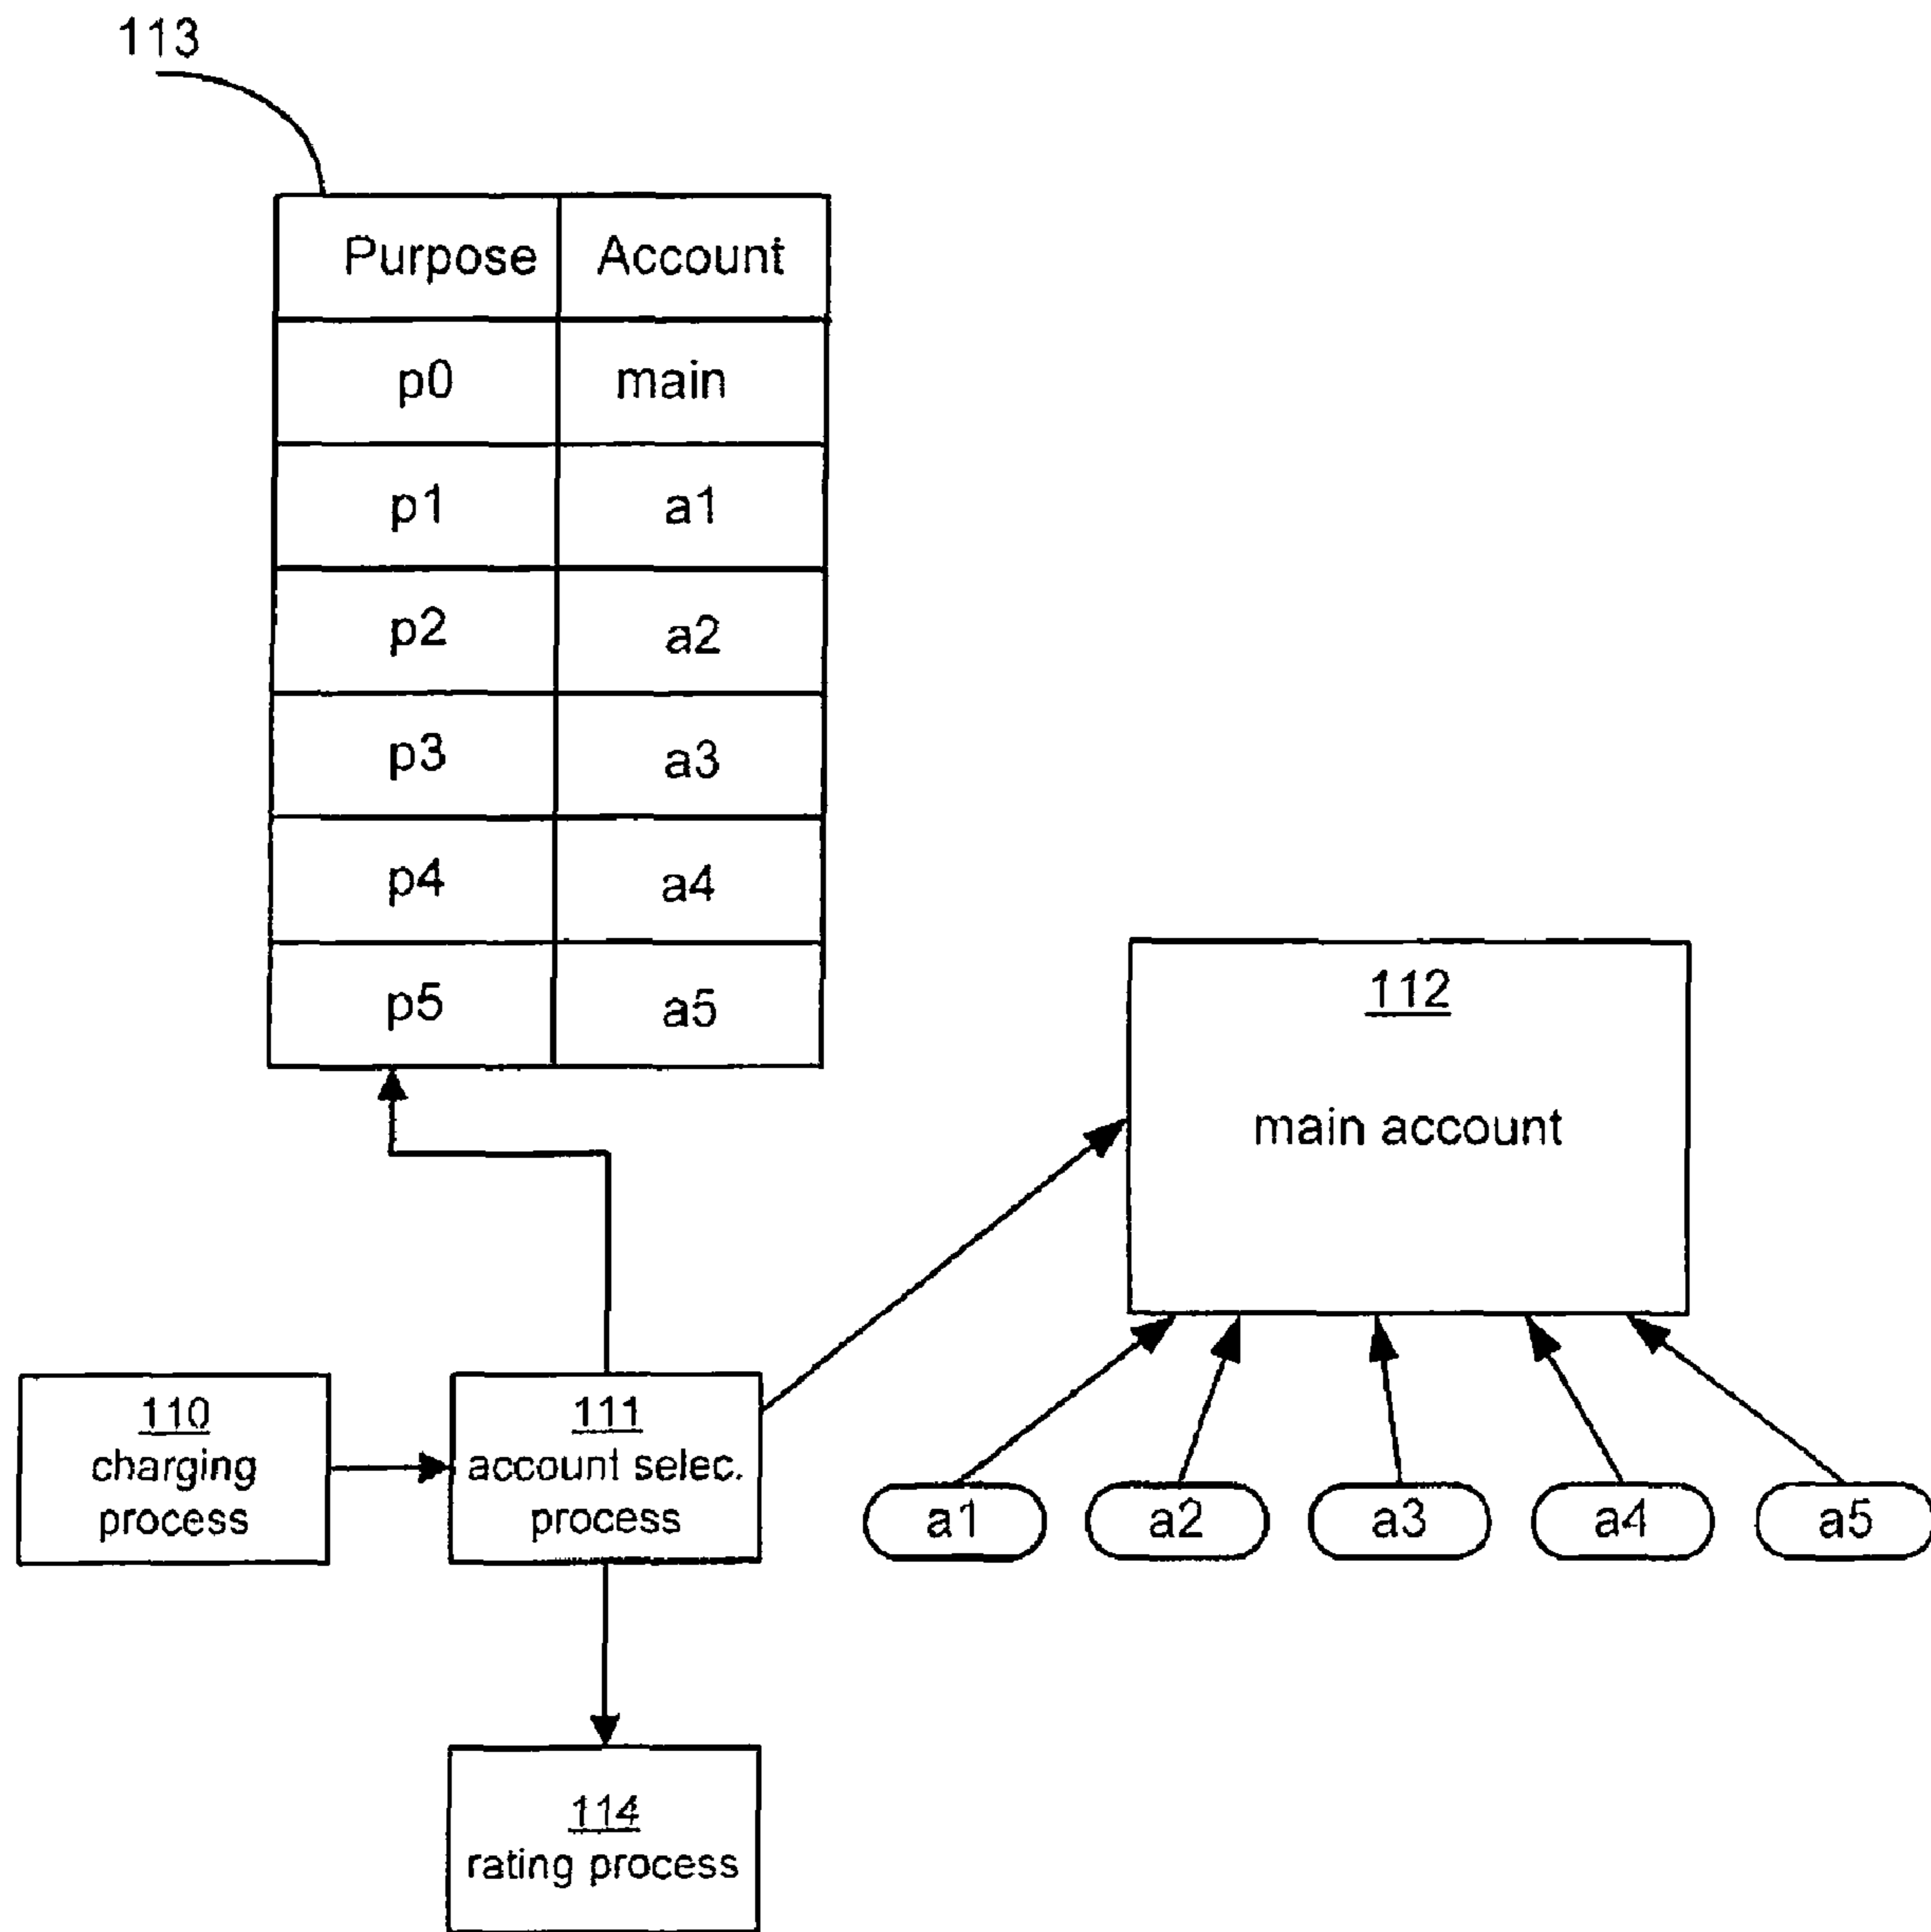 113
Purpose Account
p0 main
p1 a1
p2 a2
p3 a3
p4 a4
p5 a5
112
main account
110
charging
process
111
account selec.
process
a1 a2 a3 a4 a5
114
rating process